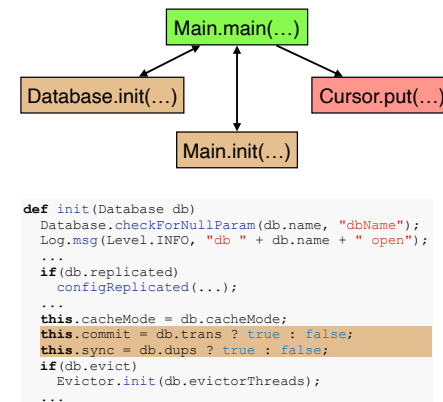 Main.main(…)
Database.init(…)
Cursor.put(…)
Main.init(…)
def init(Database db)
  Database.checkForNullParam(db.name, "dbName");
  Log.msg(Level.INFO, "db " + db.name + " open");
  ...
  if(db.replicated)
    configReplicated(...);
  ...
  this.cacheMode = db.cacheMode;
  this.commit = db.trans ? true : false;
  this.sync = db.dups ? true : false;
  if(db.evict)
    Evictor.init(db.evictorThreads);
  ...